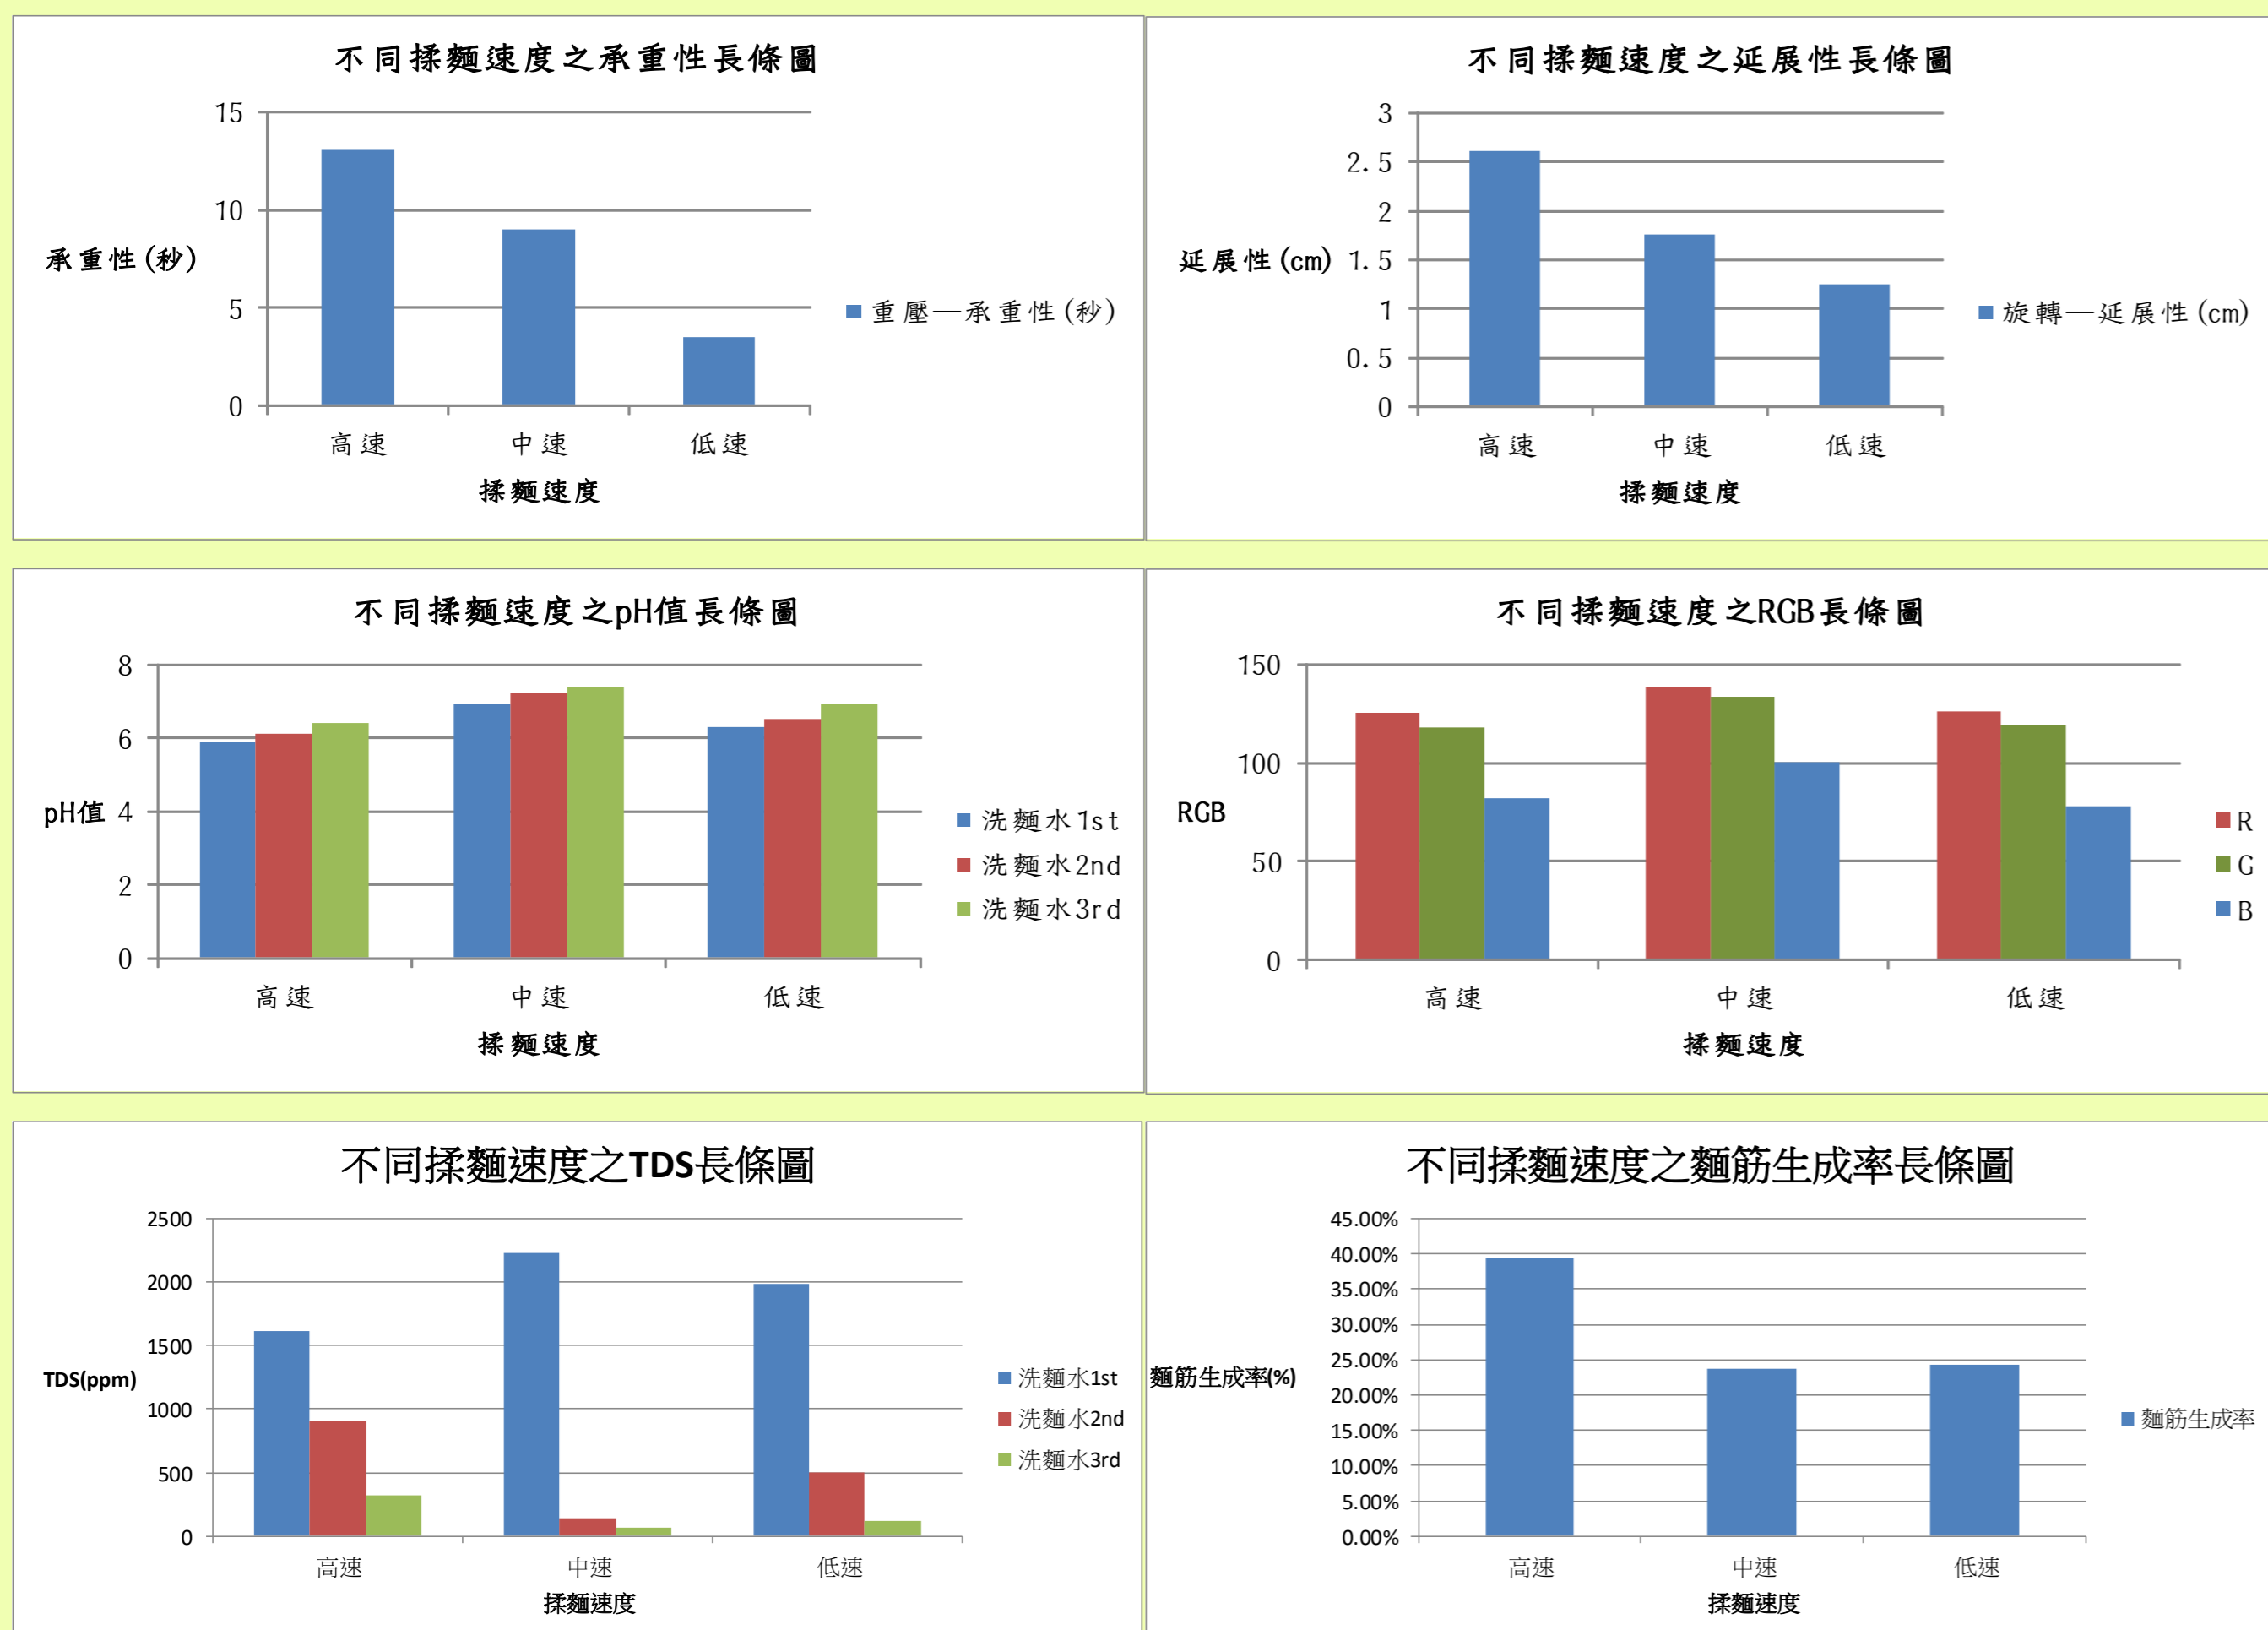 不同揉麵速度之承重性長條圖
15
10
5
0
承重性(秒)
高速
中速
低速
揉麵速度
重壓—承重性(秒)
不同揉麵速度之延展性長條圖
3
2.5
2
1.5
1
0.5
0
延展性(cm)
高速
中速
低速
揉麵速度
旋轉—延展性(cm)
不同揉麵速度之pH值長條圖
8
6
4
2
0
pH值
高速
中速
低速
揉麵速度
洗麵水1st
洗麵水2nd
洗麵水3rd
不同揉麵速度之RGB長條圖
150
100
50
0
RGB
高速
中速
低速
揉麵速度
R
G
B
不同揉麵速度之TDS長條圖
2500
2000
1500
1000
500
0
TDS(ppm)
高速
中速
低速
揉麵速度
洗麵水1st
洗麵水2nd
洗麵水3rd
不同揉麵速度之麵筋生成率長條圖
45.00%
40.00%
35.00%
30.00%
25.00%
20.00%
15.00%
10.00%
5.00%
0.00%
麵筋生成率(%)
高速
中速
低速
揉麵速度
麵筋生成率